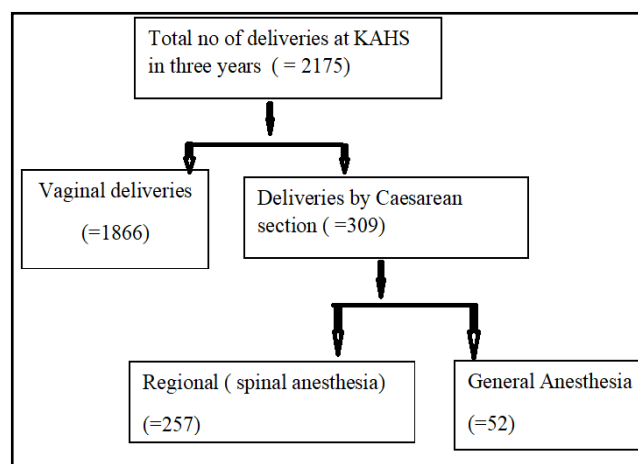 Total no of deliveries at KAHS
in three years  ( = 2175)
Vaginal deliveries
(=1866)
Deliveries by Caesarean
section ( =309)
Regional ( spinal anesthesia)
(=257)
General Anesthesia
(=52)